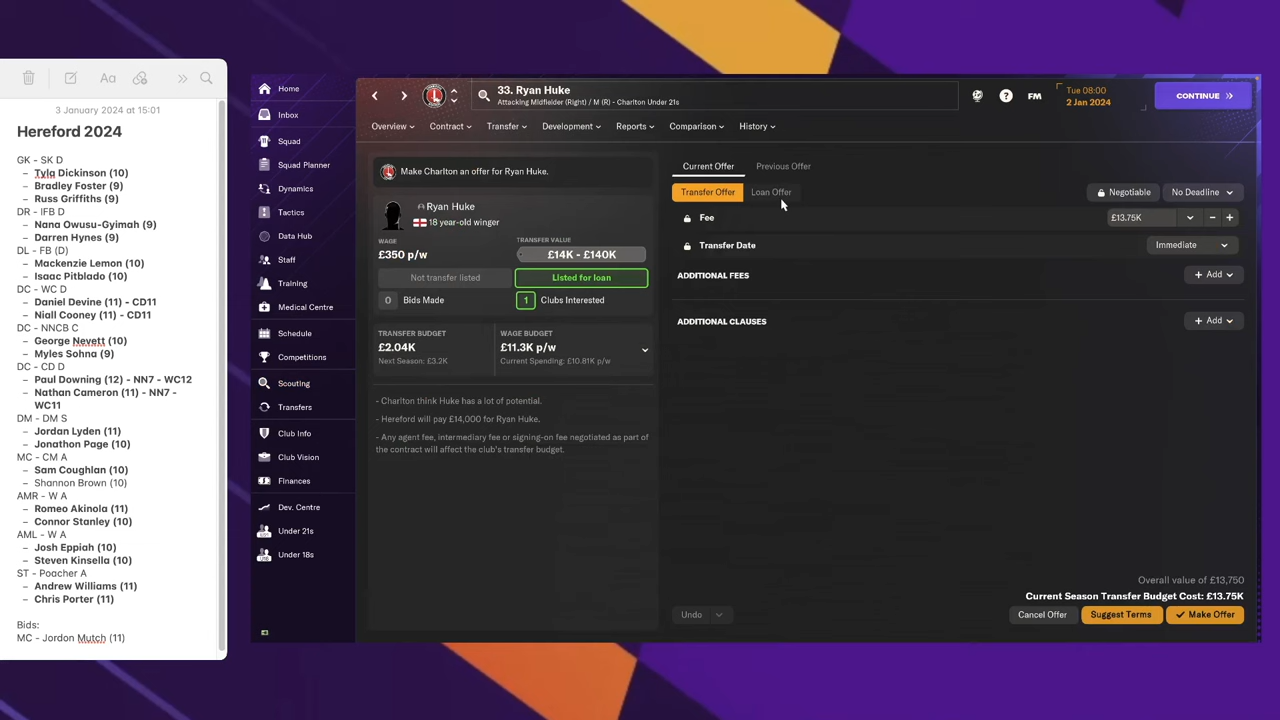 3 January 2024 at 15:01
Hereford 2024
GK - SK D
– Tyla Dickinson (10)
– Bradley Foster (9)
– Russ Griffiths (9)
DR - IFB D
– Nana Owusu-Gyimah (9)
– Darren Hynes (9)
DL - FB (D)
– Mackenzie Lemon (10)
– Isaac Pitblado (10)
DC - WC D
– Daniel Devine (11) - CD11
– Niall Cooney (11) - CD11
DC - NNCB C
– George Nevett (10)
– Myles Sohna (9)
DC - CD D
– Paul Downing (12) - NN7 - WC12
– Nathan Cameron (11) - NN7 -
WC11
DM - DM S
– Jordan Lyden (11)
– Jonathon Page (10)
MC - CM A
– Sam Coughlan (10)
– Shannon Brown (10)
AMR - W A
– Romeo Akinola (11)
– Connor Stanley (10)
AML - W A
– Josh Eppiah (10)
– Steven Kinsella (10)
ST - Poacher A
– Andrew Williams (11)
– Chris Porter (11)
Bids:
MC - Jordon Mutch (11)
Aa
Home
Inbox
Squad
Squad Planner
Dynamics
Tactics
Data Hub
Staff
Training
Medical Centre
Schedule
Competitions
Scouting
Transfers
Club Info
Club Vision
Finances
Dev. Centre
Under 21s
Under 18s
33. Ryan Huke
Attacking Midfielder (Right) / M (R) - Charlton Under 21s
FM
Tue 08:00
2 Jan 2024
CONTINUE
Overview Contract Transfer Development Reports Comparison History
Make Charlton an offer for Ryan Huke.
Ryan Huke
18 year-old winger
WAGE
£350 p/w
TRANSFER VALUE
£14K - £140K
Not transfer listed
Listed for loan
0 Bids Made
1 Clubs Interested
TRANSFER BUDGET
£2.04K
Next Season: £3.2K
WAGE BUDGET
£11.3K p/w
Current Spending: £10.81K p/w
- Charlton think Huke has a lot of potential.
- Hereford will pay £14,000 for Ryan Huke.
- Any agent fee, intermediary fee or signing-on fee negotiated as part of
the contract will affect the club's transfer budget.
Current Offer Previous Offer
Transfer Offer Loan Offer
Negotiable No Deadline
Fee £13.75K
Transfer Date Immediate
ADDITIONAL FEES + Add
ADDITIONAL CLAUSES + Add
Overall value of £13,750
Current Season Transfer Budget Cost: £13.75K
Undo
Cancel Offer Suggest Terms Make Offer